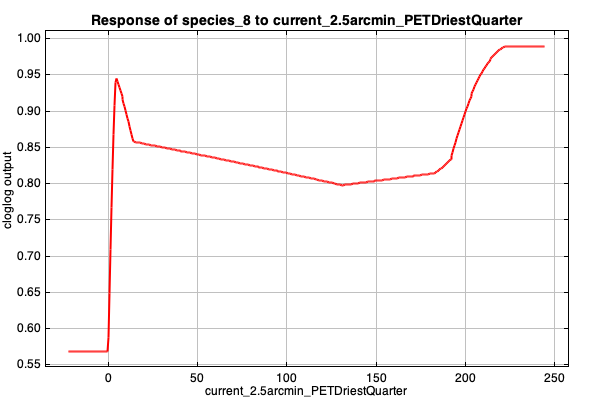 Response of species_8 to current_2.5arcmin_PETDriestQuarter
1.00
0.95
0.90
0.85
0.80
0.75
0.70
0.65
0.60
0.55
cloglog output
0 50 100 150 200 250
current_2.5arcmin_PETDriestQuarter